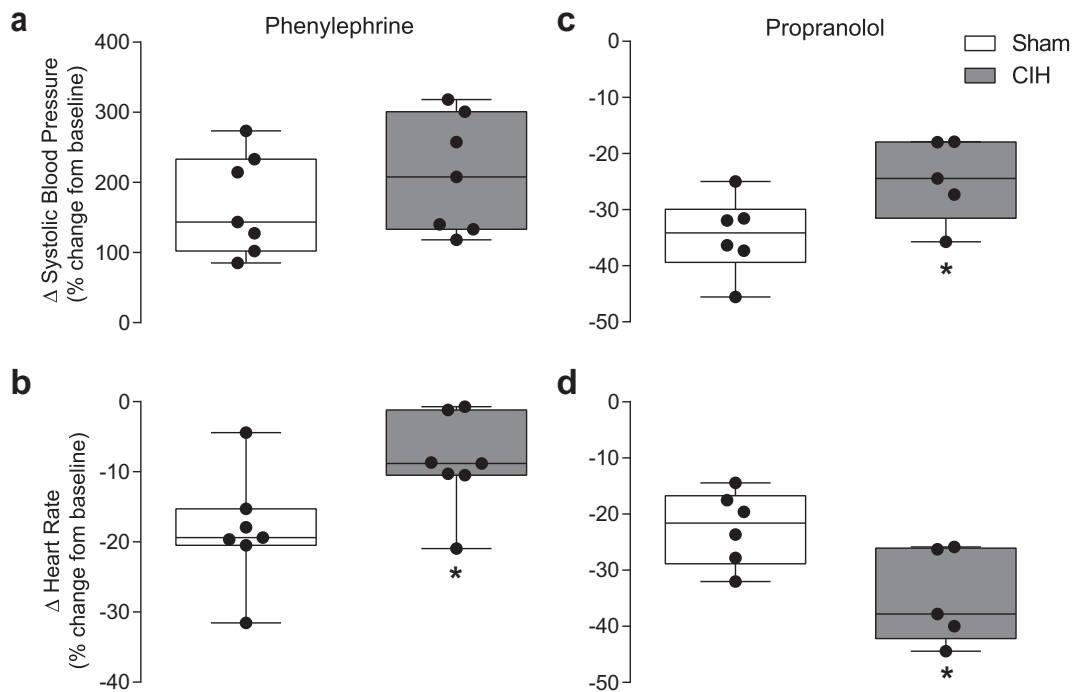 a
Phenylephrine
Δ Systolic Blood Pressure
(% change fom baseline)
400
300
200
100
0
c
Propranolol
Sham
CIH
0
-10
-20
-30
-40
-50
*
b
Δ Heart Rate
(% change fom baseline)
0
-10
-20
-30
-40
*
d
0
-10
-20
-30
-40
-50
*